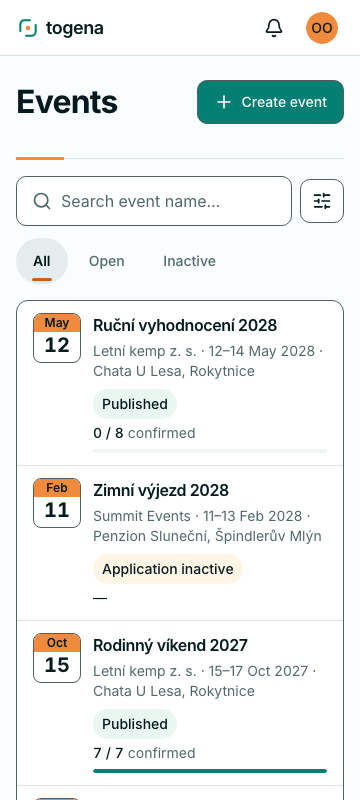 togena
OO
Events
Create event
Search event name...
All
Open
Inactive
May
12
Ruční vyhodnocení 2028
Letní kemp z. s. · 12–14 May 2028 ·
Chata U Lesa, Rokytnice
Published
0 / 8 confirmed
Feb
11
Zimní výjezd 2028
Summit Events · 11–13 Feb 2028 ·
Penzion Sluneční, Špindlerův Mlýn
Application inactive
—
Oct
15
Rodinný víkend 2027
Letní kemp z. s. · 15–17 Oct 2027 ·
Chata U Lesa, Rokytnice
Published
7 / 7 confirmed